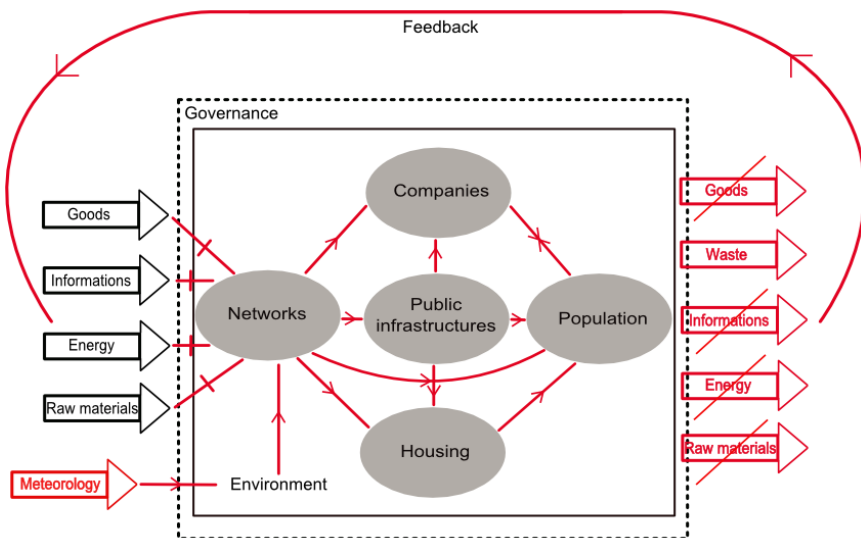 Feedback
Governance
Companies
Goods
Informations
Energy
Raw materials
Meteorology
Networks
Public
infrastructures
Population
Housing
Environment
Goods
Waste
Informations
Energy
Raw materials